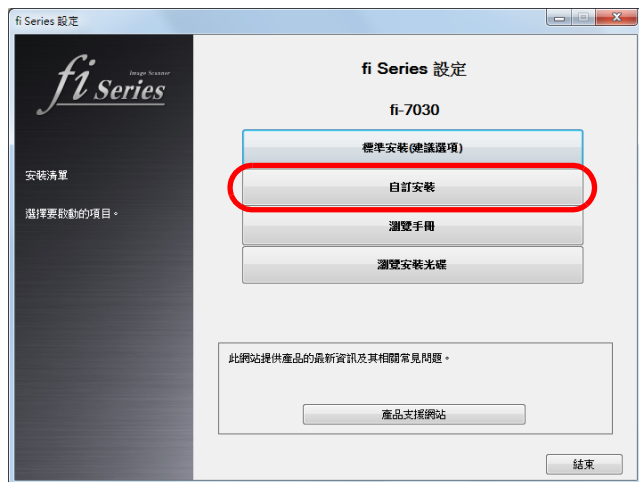 fi Series 設定
fi Series
Image Scanner
安裝清單
選擇要啟動的項目。
fi Series 設定
fi-7030
標準安裝(建議選項)
自訂安裝
瀏覽手冊
瀏覽安裝光碟
此網站提供產品的最新資訊及其相關常見問題。
產品支援網站
結束